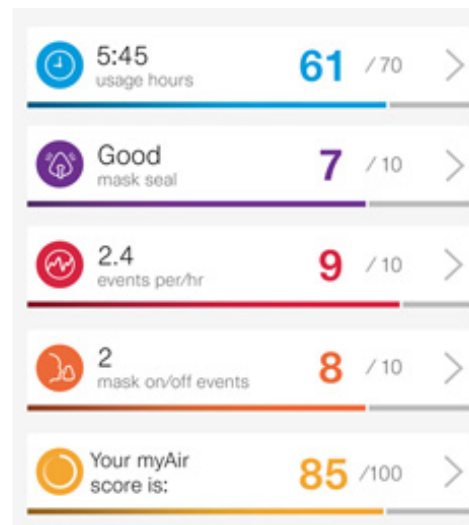 5:45
usage hours
61 /70
Good
mask seal
7 /10
2.4
events per/hr
9 /10
2
mask on/off events
8 /10
Your myAir
score is:
85 /100